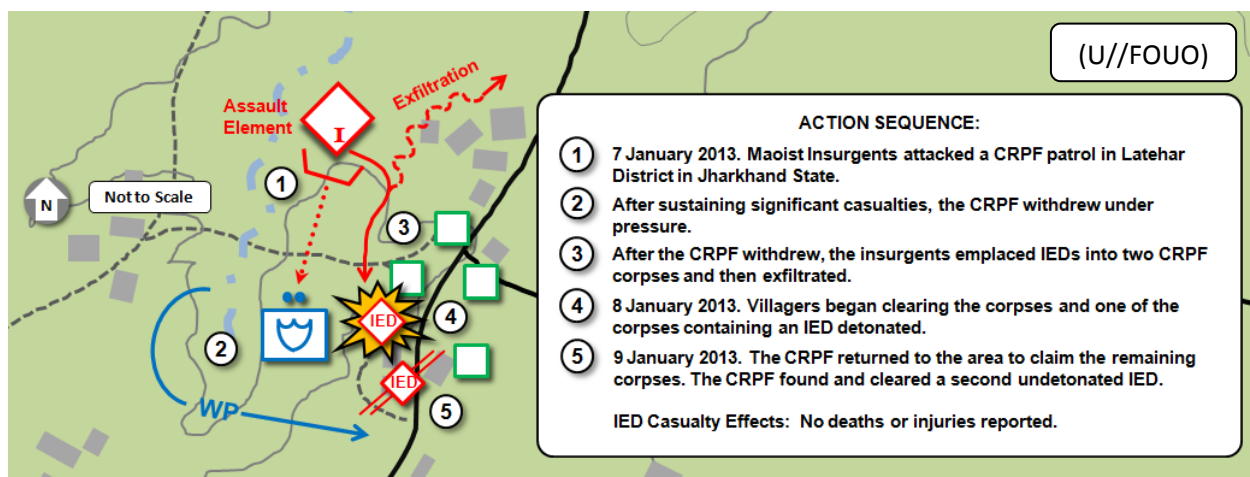 (U//FOUO)
Assault
Element
I
Exfiltration
1
N
Not to Scale
3
IED
4
2
IED
5
WP
ACTION SEQUENCE:
1 7 January 2013. Maoist Insurgents attacked a CRPF patrol in Latehar
District in Jharkhand State.
2 After sustaining significant casualties, the CRPF withdrew under
pressure.
3 After the CRPF withdrew, the insurgents emplaced IEDs into two CRPF
corpses and then exfiltrated.
4 8 January 2013. Villagers began clearing the corpses and one of the
corpses containing an IED detonated.
5 9 January 2013. The CRPF returned to the area to claim the remaining
corpses. The CRPF found and cleared a second undetonated IED.
IED Casualty Effects: No deaths or injuries reported.